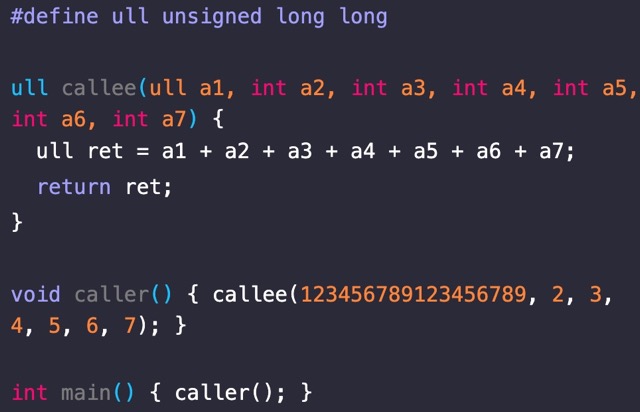 #define ull unsigned long long
ull callee(ull a1, int a2, int a3, int a4, int a5,
int a6, int a7) {
  ull ret = a1 + a2 + a3 + a4 + a5 + a6 + a7;
  return ret;
}
void caller() { callee(123456789123456789, 2, 3,
4, 5, 6, 7); }
int main() { caller(); }